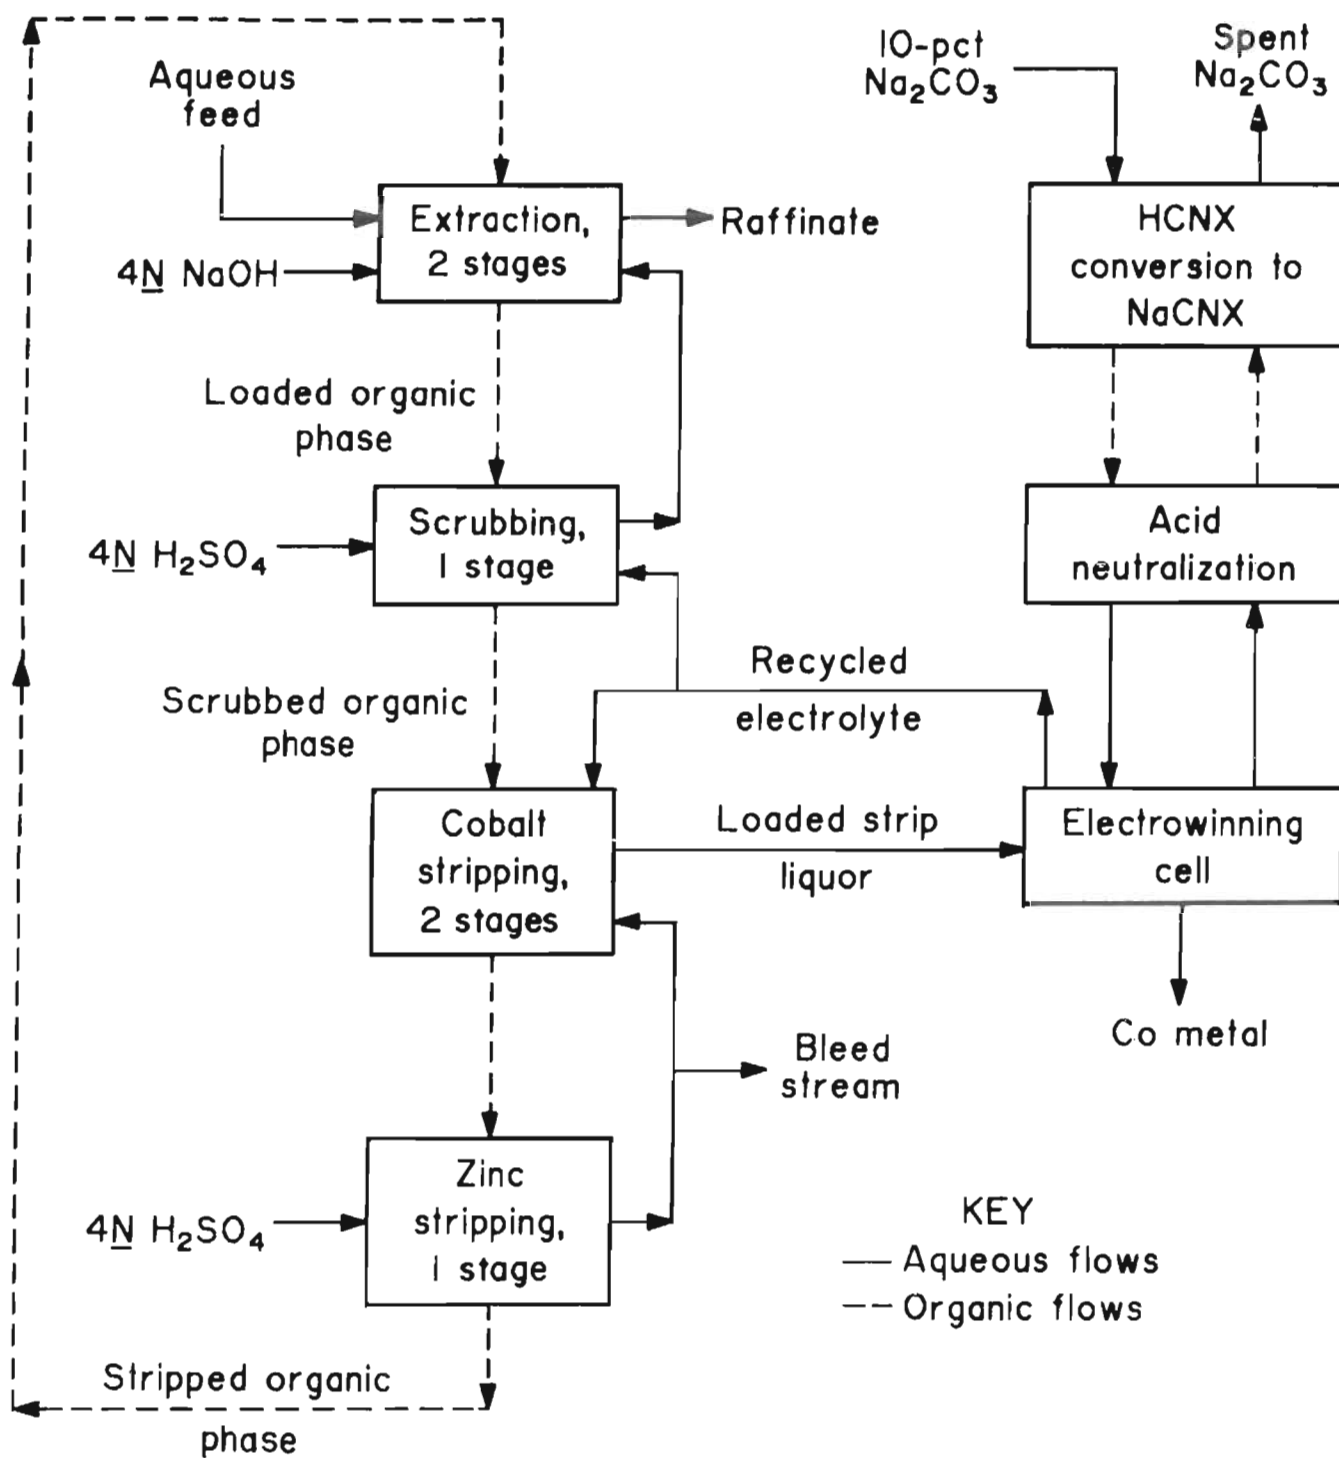 Aqueous
feed
10-pct
Na₂CO₃
Spent
Na₂CO₃
Extraction,
2 stages
Raffinate
4N NaOH
HCNX
conversion to
NaCNX
Loaded organic
phase
Scrubbing,
1 stage
4N H₂SO₄
Acid
neutralization
Scrubbed organic
phase
Recycled
electrolyte
Cobalt
stripping,
2 stages
Loaded strip
liquor
Electrowinning
cell
Co metal
Bleed
stream
Zinc
stripping,
1 stage
4N H₂SO₄
KEY
Aqueous flows
Organic flows
Stripped organic
phase